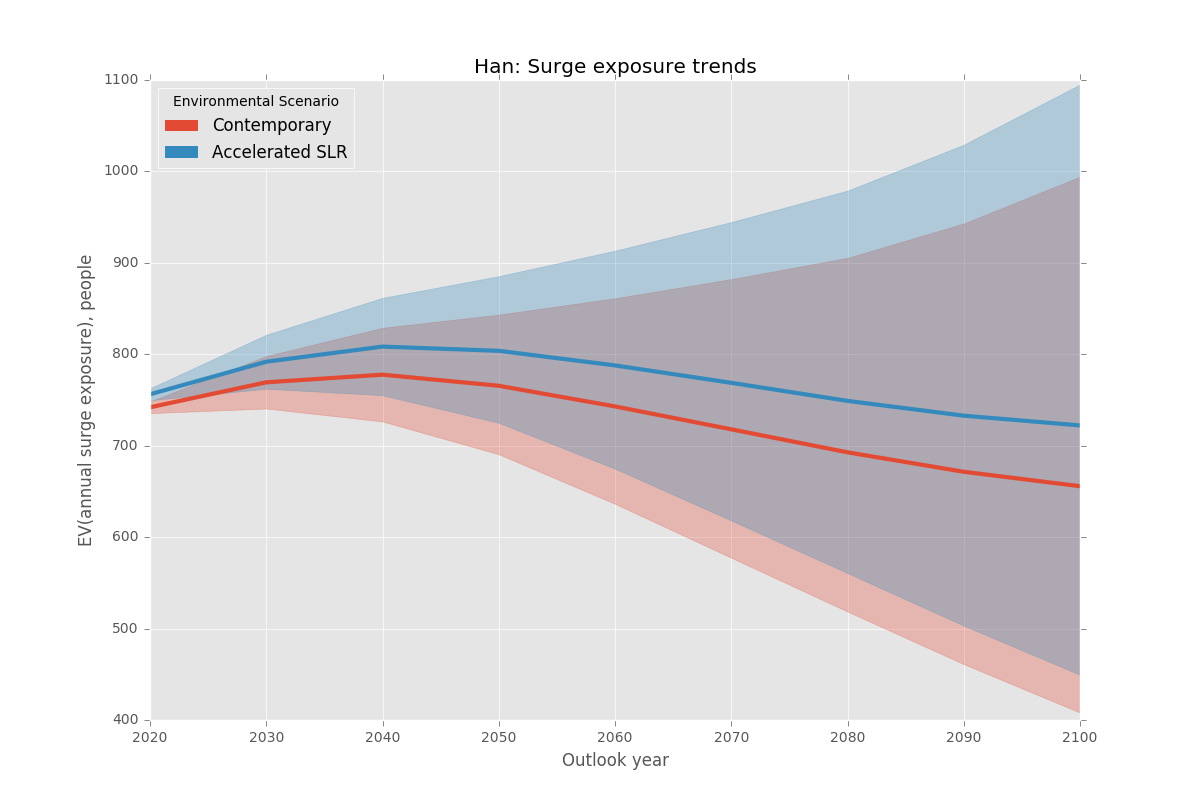 Han: Surge exposure trends
Environmental Scenario
Contemporary
Accelerated SLR
EV(annual surge exposure), people
1100
1000
900
800
700
600
500
400
2020 2030 2040 2050 2060 2070 2080 2090 2100
Outlook year